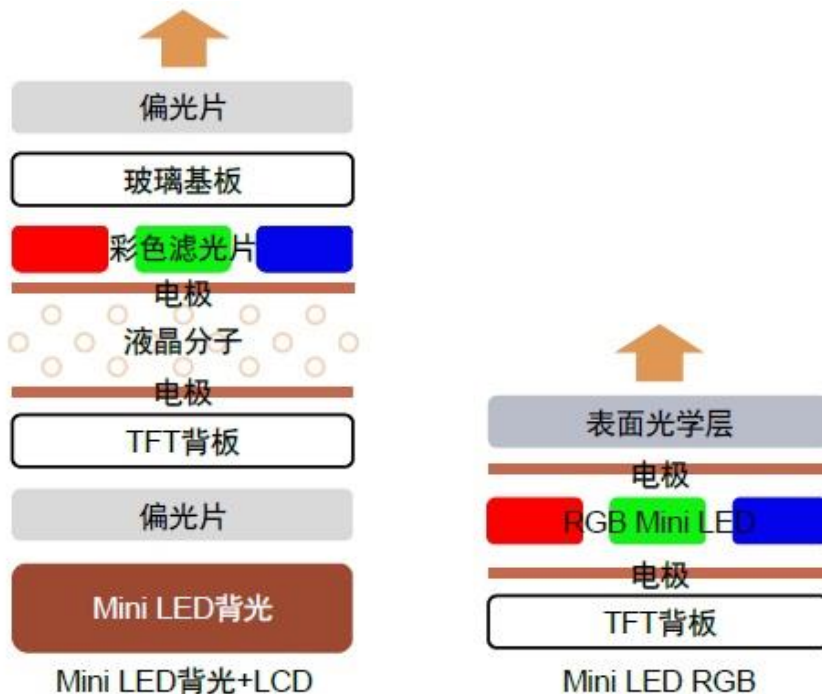 偏光片
玻璃基板
彩色滤光片
电极
液晶分子
电极
TFT背板
偏光片
Mini LED背光
Mini LED背光+LCD
表面光学层
电极
RGB Mini LED
电极
TFT背板
Mini LED RGB